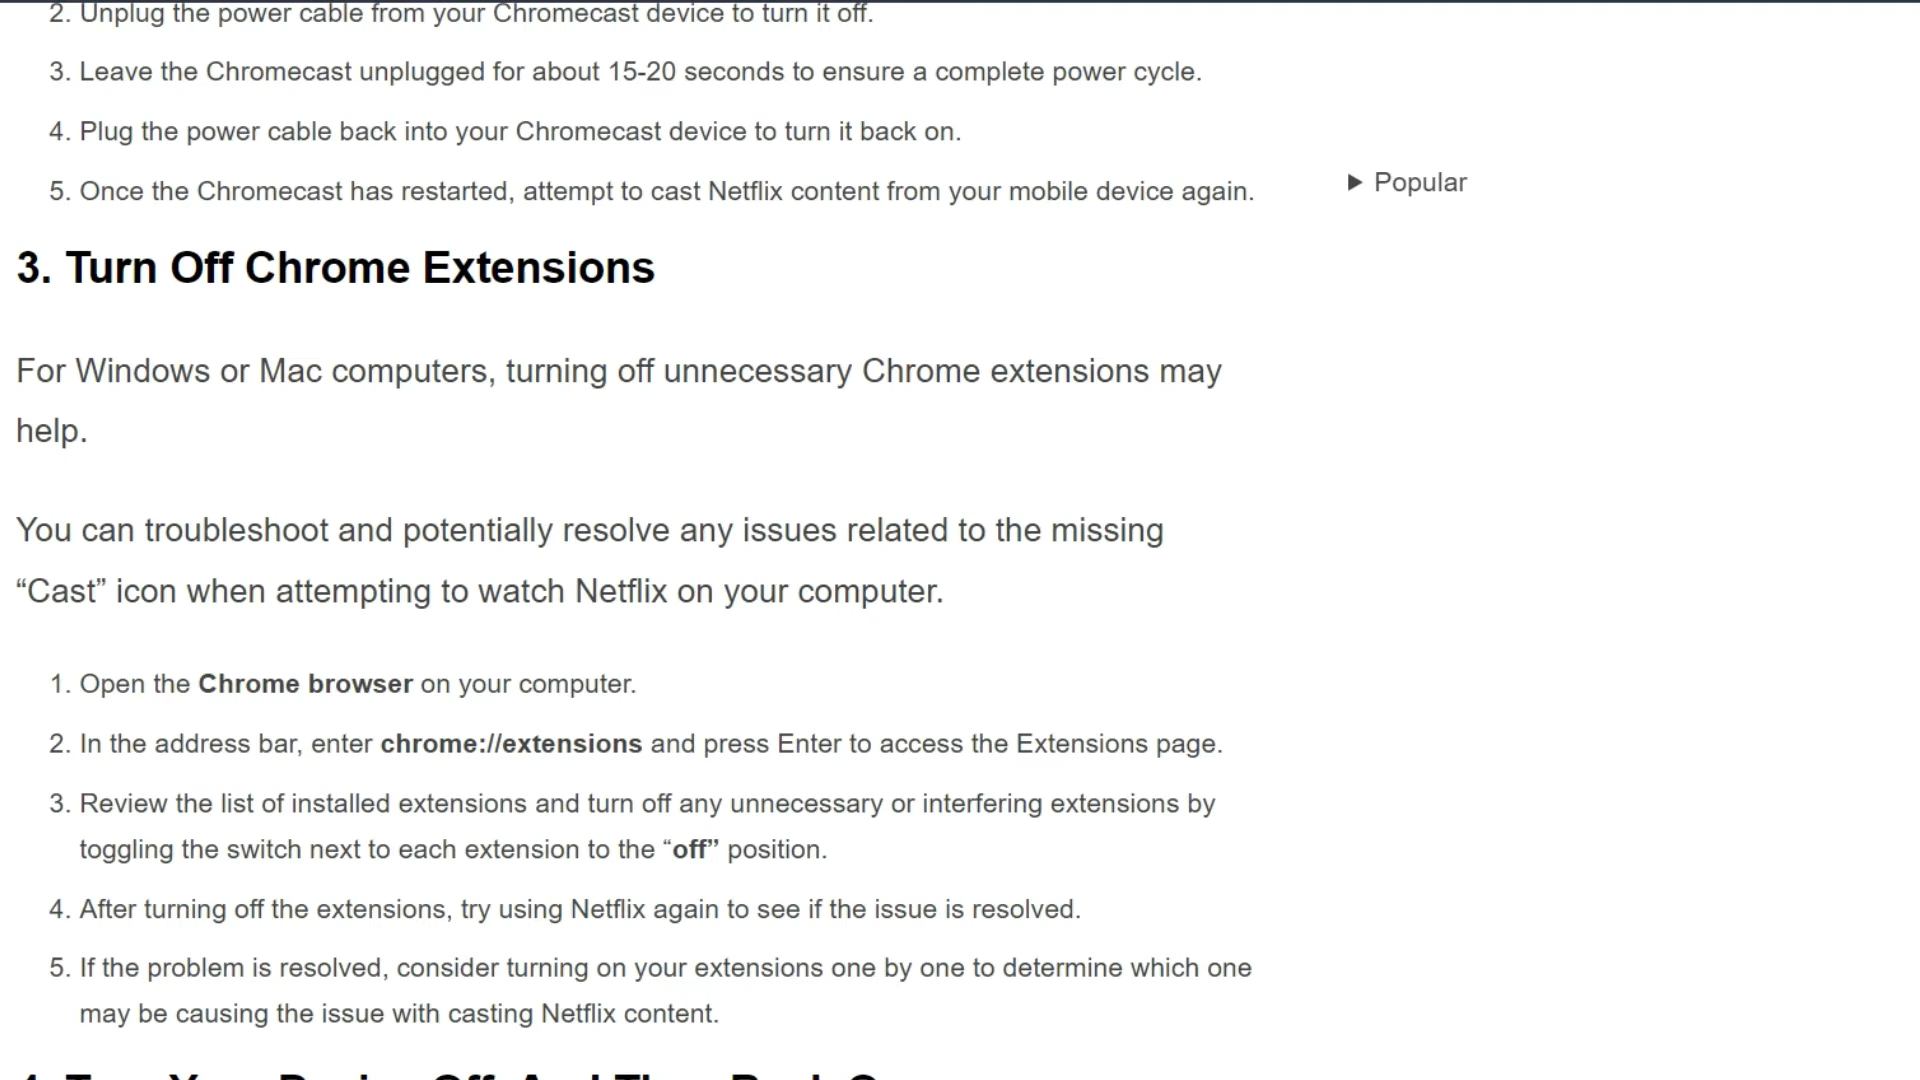 2. Unplug the power cable from your Chromecast device to turn it off.
3. Leave the Chromecast unplugged for about 15-20 seconds to ensure a complete power cycle.
4. Plug the power cable back into your Chromecast device to turn it back on.
5. Once the Chromecast has restarted, attempt to cast Netflix content from your mobile device again.
▶ Popular
3. Turn Off Chrome Extensions
For Windows or Mac computers, turning off unnecessary Chrome extensions may
help.
You can troubleshoot and potentially resolve any issues related to the missing
“Cast” icon when attempting to watch Netflix on your computer.
1. Open the Chrome browser on your computer.
2. In the address bar, enter chrome://extensions and press Enter to access the Extensions page.
3. Review the list of installed extensions and turn off any unnecessary or interfering extensions by
toggling the switch next to each extension to the “off” position.
4. After turning off the extensions, try using Netflix again to see if the issue is resolved.
5. If the problem is resolved, consider turning on your extensions one by one to determine which one
may be causing the issue with casting Netflix content.